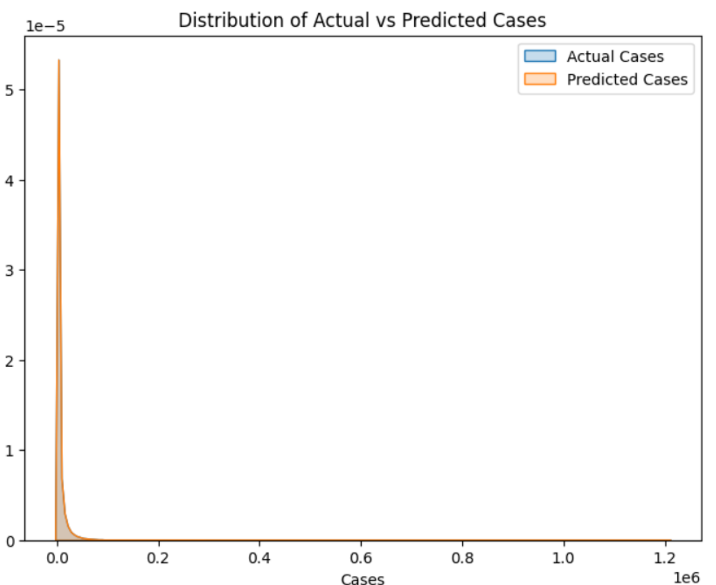 Distribution of Actual vs Predicted Cases
1e−5
Actual Cases
Predicted Cases
5
4
3
2
1
0
0.0 0.2 0.4 0.6 0.8 1.0 1.2
1e6
Cases